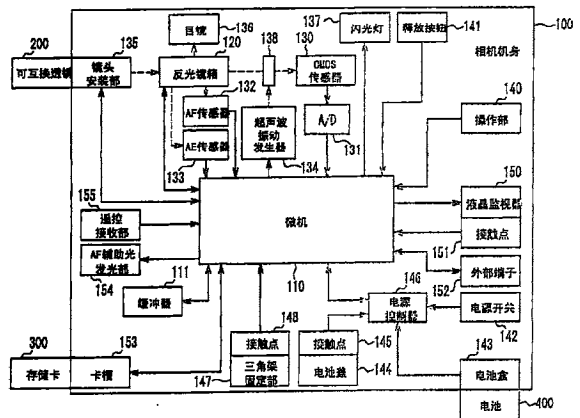 136
目镜
137
闪光灯
释放按钮
141
100
相机机身
200
135
120
138
130
可互换透镜
镜头
安装部
反光镜箱
CMOS
传感器
132
AF传感器
AE传感器
133
超声波
振动
发生器
134
A/D
131
140
操作部
150
液晶监视器
接触点
151
155
遥控
接收部
AF辅助光
发光部
154
微机
110
外部端子
152
111
缓冲器
146
电源
控制器
电源开关
142
148
接触点
三角架
固定部
147
接触点
145
电池盖
144
143
电池盒
300
153
存储卡
卡槽
电池
400